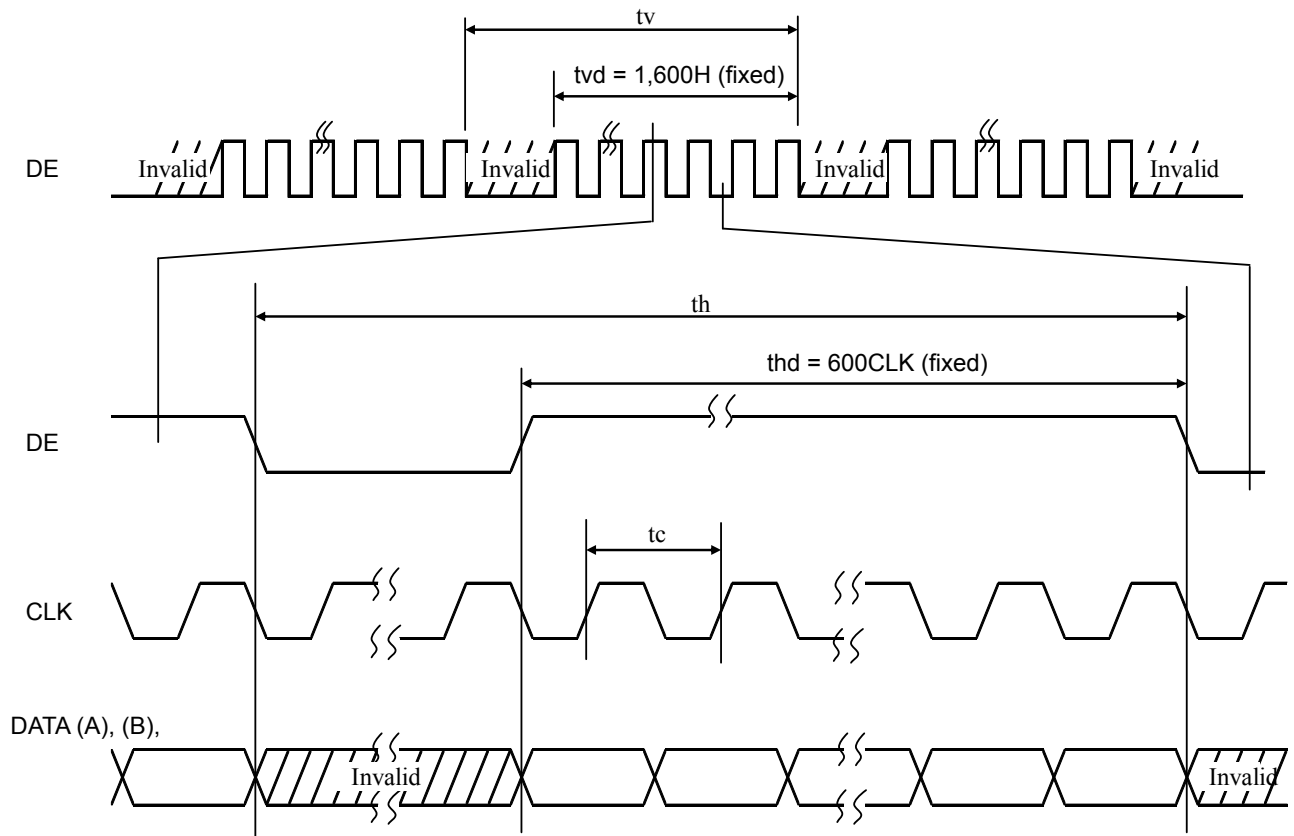 tv
tvd = 1,600H (fixed)
DE
Invalid
Invalid
Invalid
Invalid
th
thd = 600CLK (fixed)
DE
tc
CLK
DATA (A), (B),
Invalid
Invalid